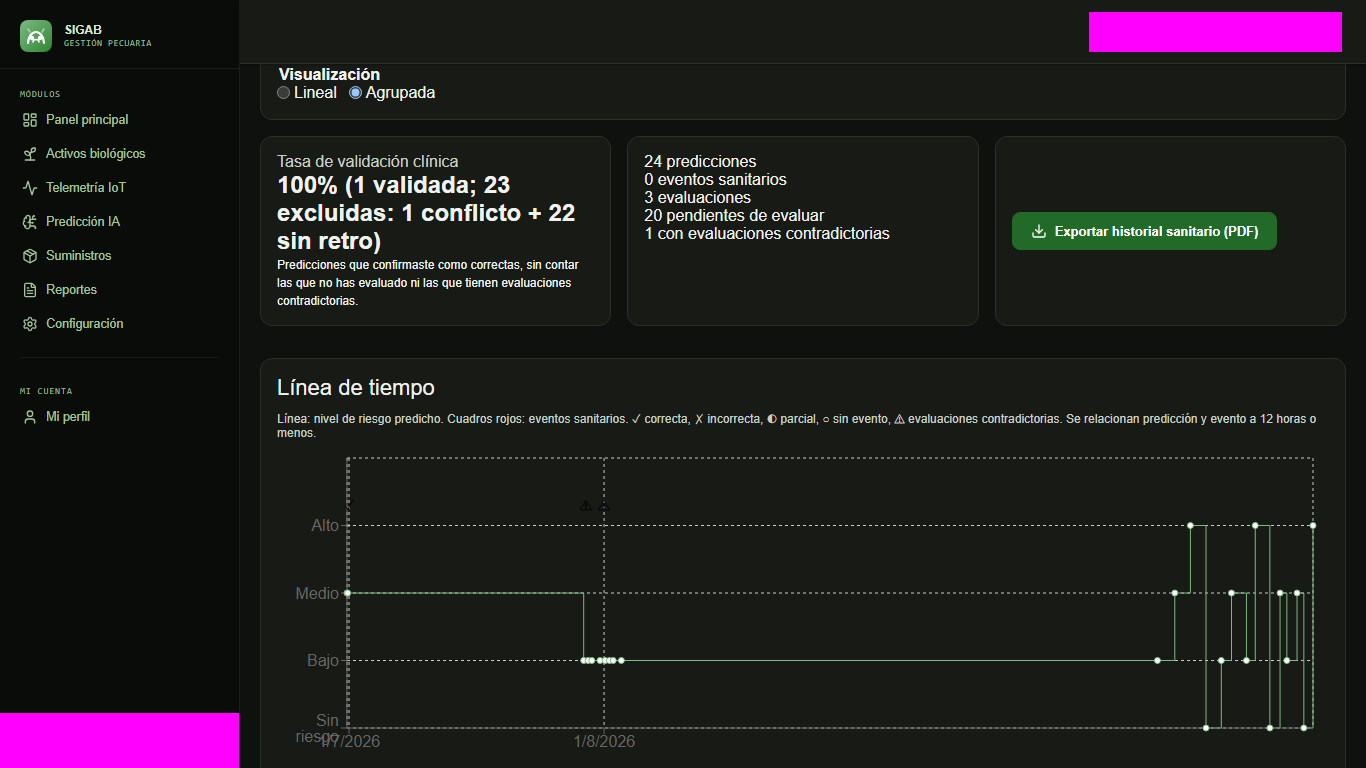 SIGAB
GESTIÓN PECUARIA
MÓDULOS
Panel principal
Activos biológicos
Telemetría IoT
Predicción IA
Suministros
Reportes
Configuración
MI CUENTA
Mi perfil
Visualización
Lineal Agrupada
Tasa de validación clínica
100% (1 validada; 23
excluidas: 1 conflicto + 22
sin retro)
Predicciones que confirmaste como correctas, sin contar
las que no has evaluado ni las que tienen evaluaciones
contradictorias.
24 predicciones
0 eventos sanitarios
3 evaluaciones
20 pendientes de evaluar
1 con evaluaciones contradictorias
Exportar historial sanitario (PDF)
Línea de tiempo
Línea: nivel de riesgo predicho. Cuadros rojos: eventos sanitarios. ✓ correcta, ✗ incorrecta, ◐ parcial, ○ sin evento, ⚠ evaluaciones contradictorias. Se relacionan predicción y evento a 12 horas o
menos.
Alto
Medio
Bajo
Sin
riesgo
1/7/2026 1/8/2026